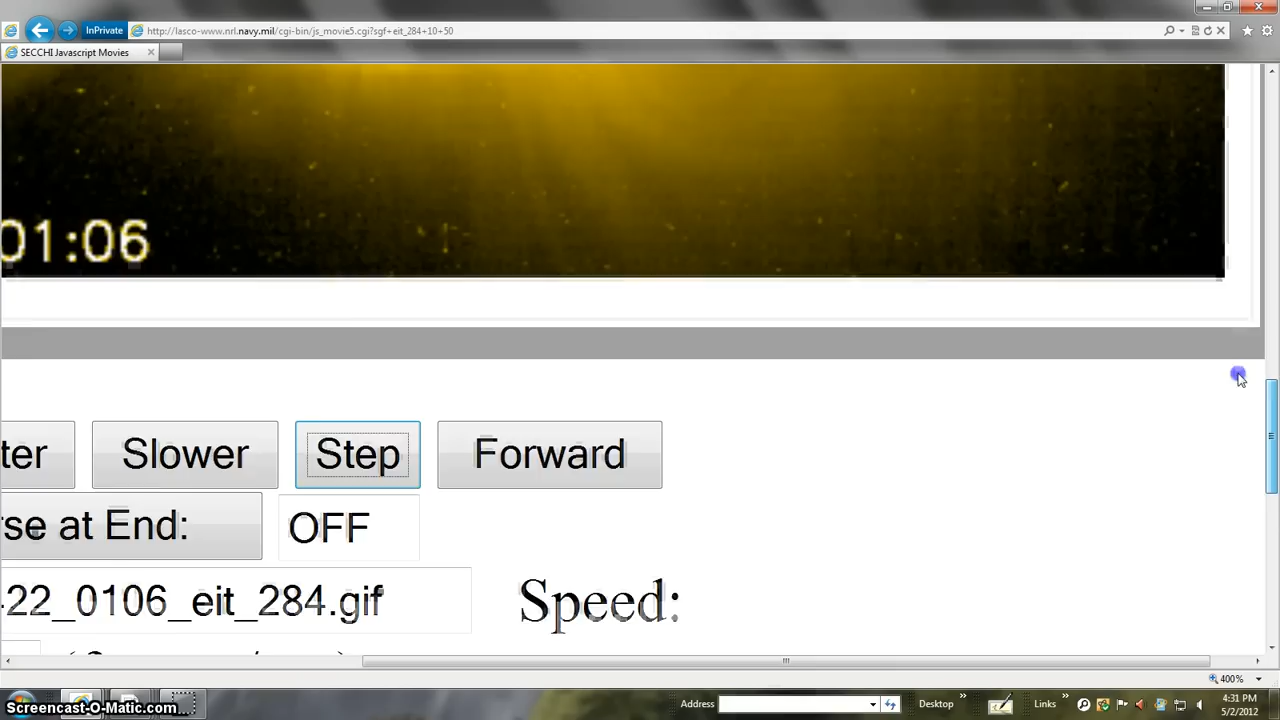 InPrivate
http://lasco-www.nrl.navy.mil/cgi-bin/js_movie5.cgi?sgf+eit_284+10+50
SECCHI Javascript Movies
01:06
ter
Slower
Step
Forward
rse at End:
OFF
22_0106_eit_284.gif
Speed:
400%
Screencast-O-Matic.com
Address
Desktop
Links
4:31 PM
5/2/2012